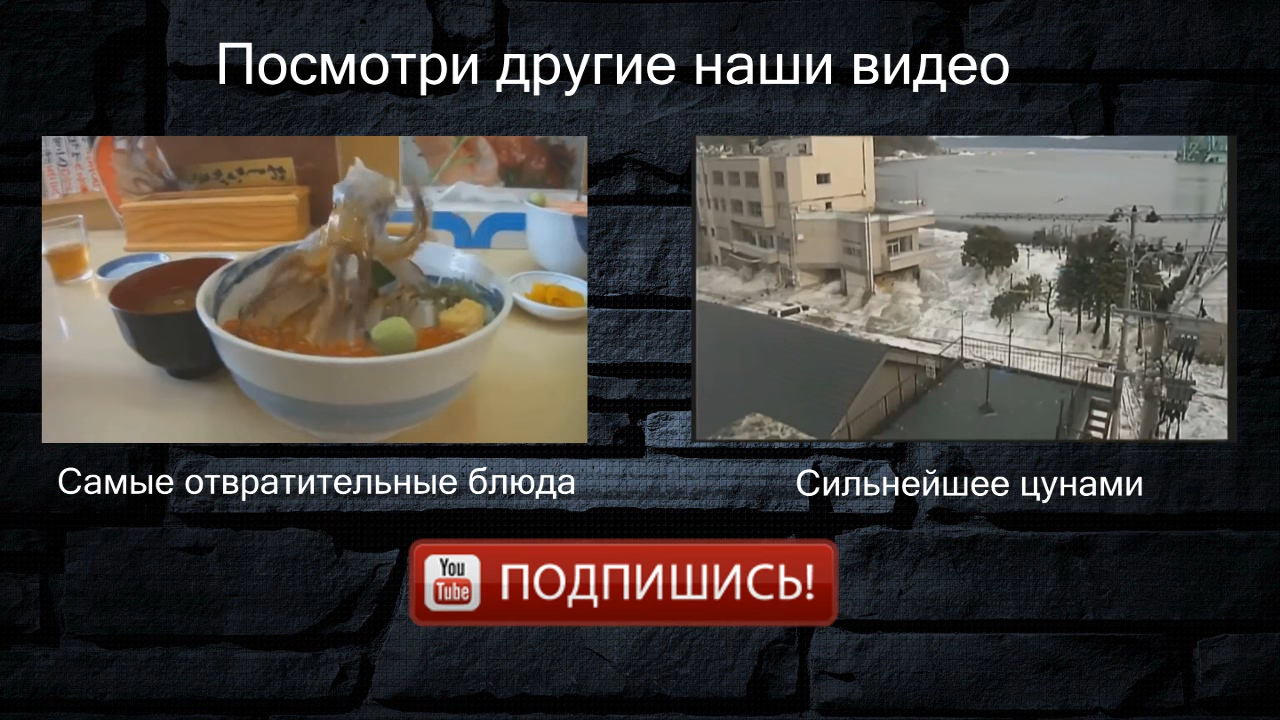 Посмотри другие наши видео
Самые отвратительные блюда
Сильнейшее цунами
You
Tube
ПОДПИШИСЬ!